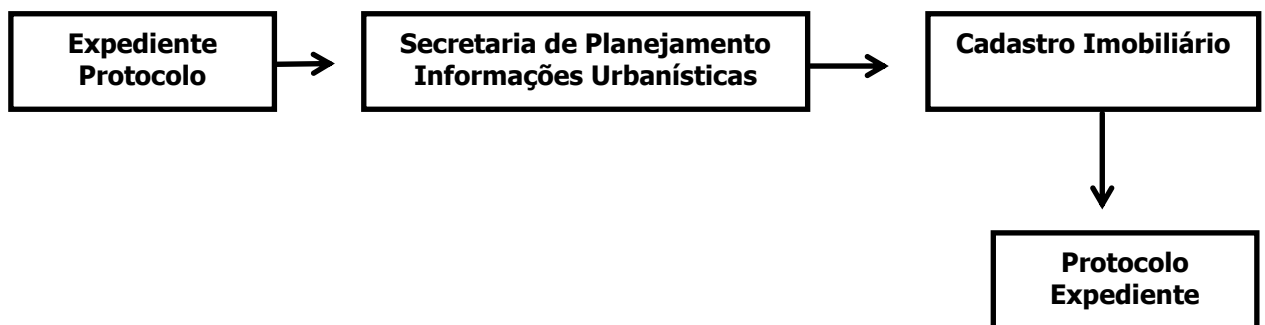 Expediente
Protocolo
Secretaria de Planejamento
Informações Urbanísticas
Cadastro Imobiliário
Protocolo
Expediente